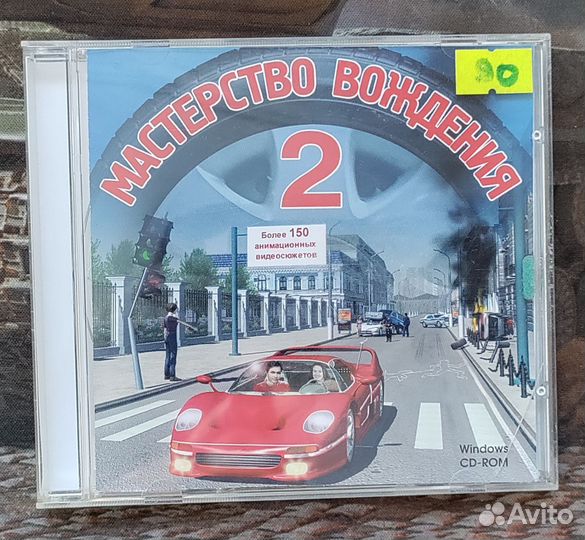 90
МАСТЕРСТВО ВОЖДЕНИЯ
2
Более 150
анимационных
видеосюжетов
Windows
CD-ROM
Avito